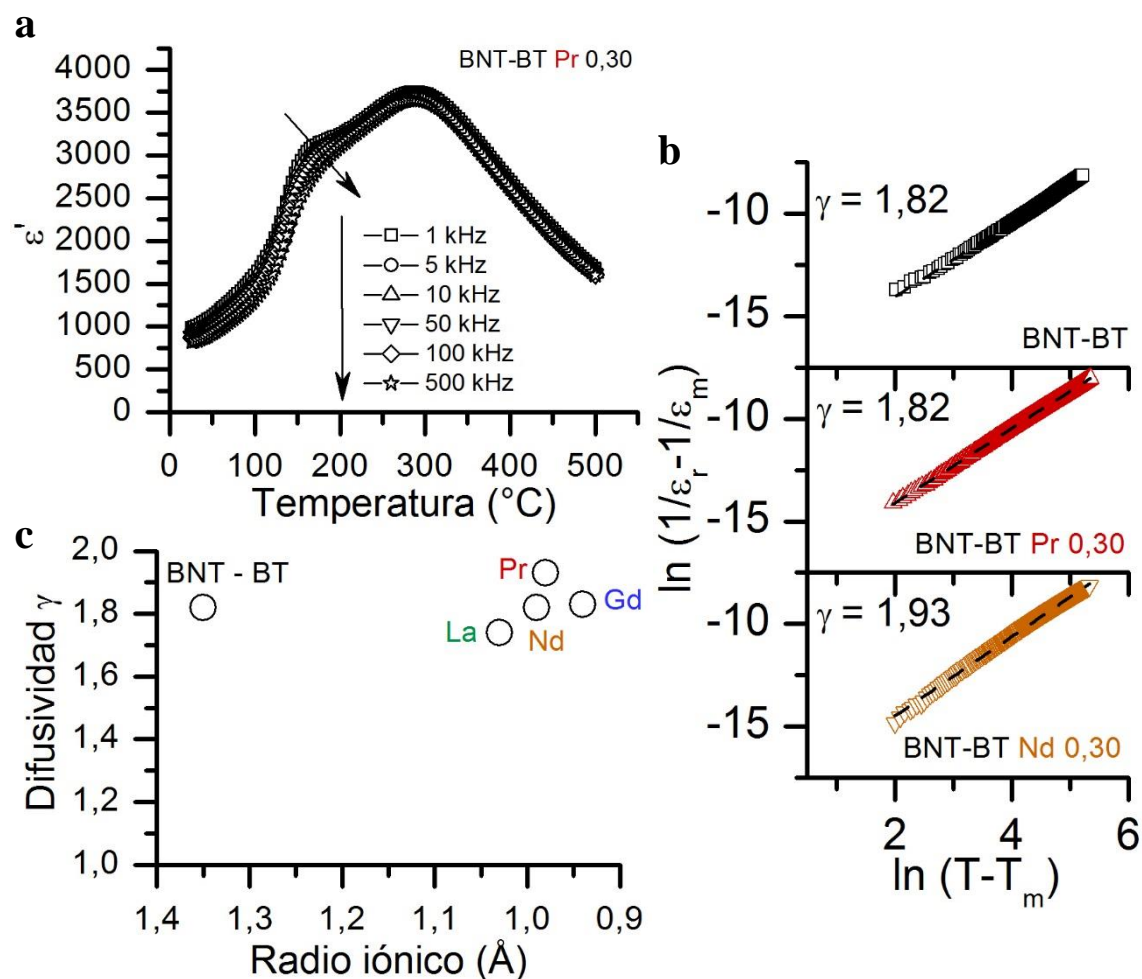 a
BNT-BT Pr 0,30
4000
3500
3000
2500
2000
1500
1000
500
0
ε'
1 kHz
5 kHz
10 kHz
50 kHz
100 kHz
500 kHz
0 100 200 300 400 500
Temperatura (°C)
b
γ = 1,82
-10
-15
BNT-BT
γ = 1,82
-10
-15
BNT-BT Pr 0,30
γ = 1,93
-10
-15
BNT-BT Nd 0,30
ln (1/εr-1/εm)
2 4 6
ln (T-Tm)
c
2,0
1,8
1,6
1,4
1,2
1,0
Difusividad γ
BNT - BT
Pr
Gd
La
Nd
1,4 1,3 1,2 1,1 1,0 0,9
Radio iónico (Å)